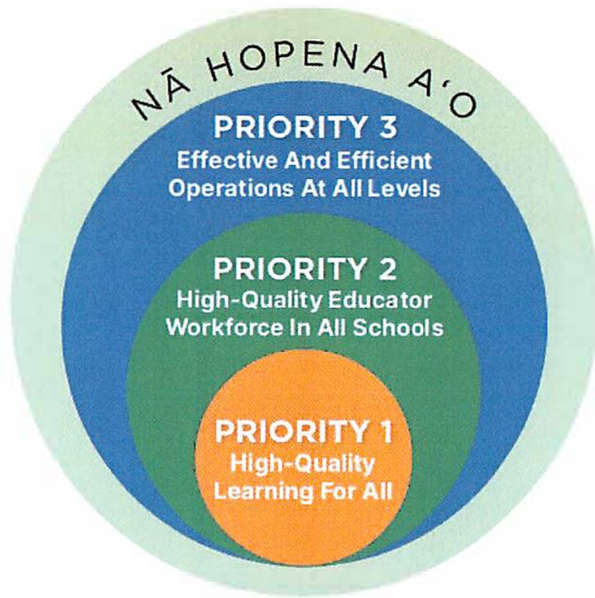 NĀ HOPENA AʻO
PRIORITY 3
Effective And Efficient
Operations At All Levels
PRIORITY 2
High-Quality Educator
Workforce In All Schools
PRIORITY 1
High-Quality
Learning For All